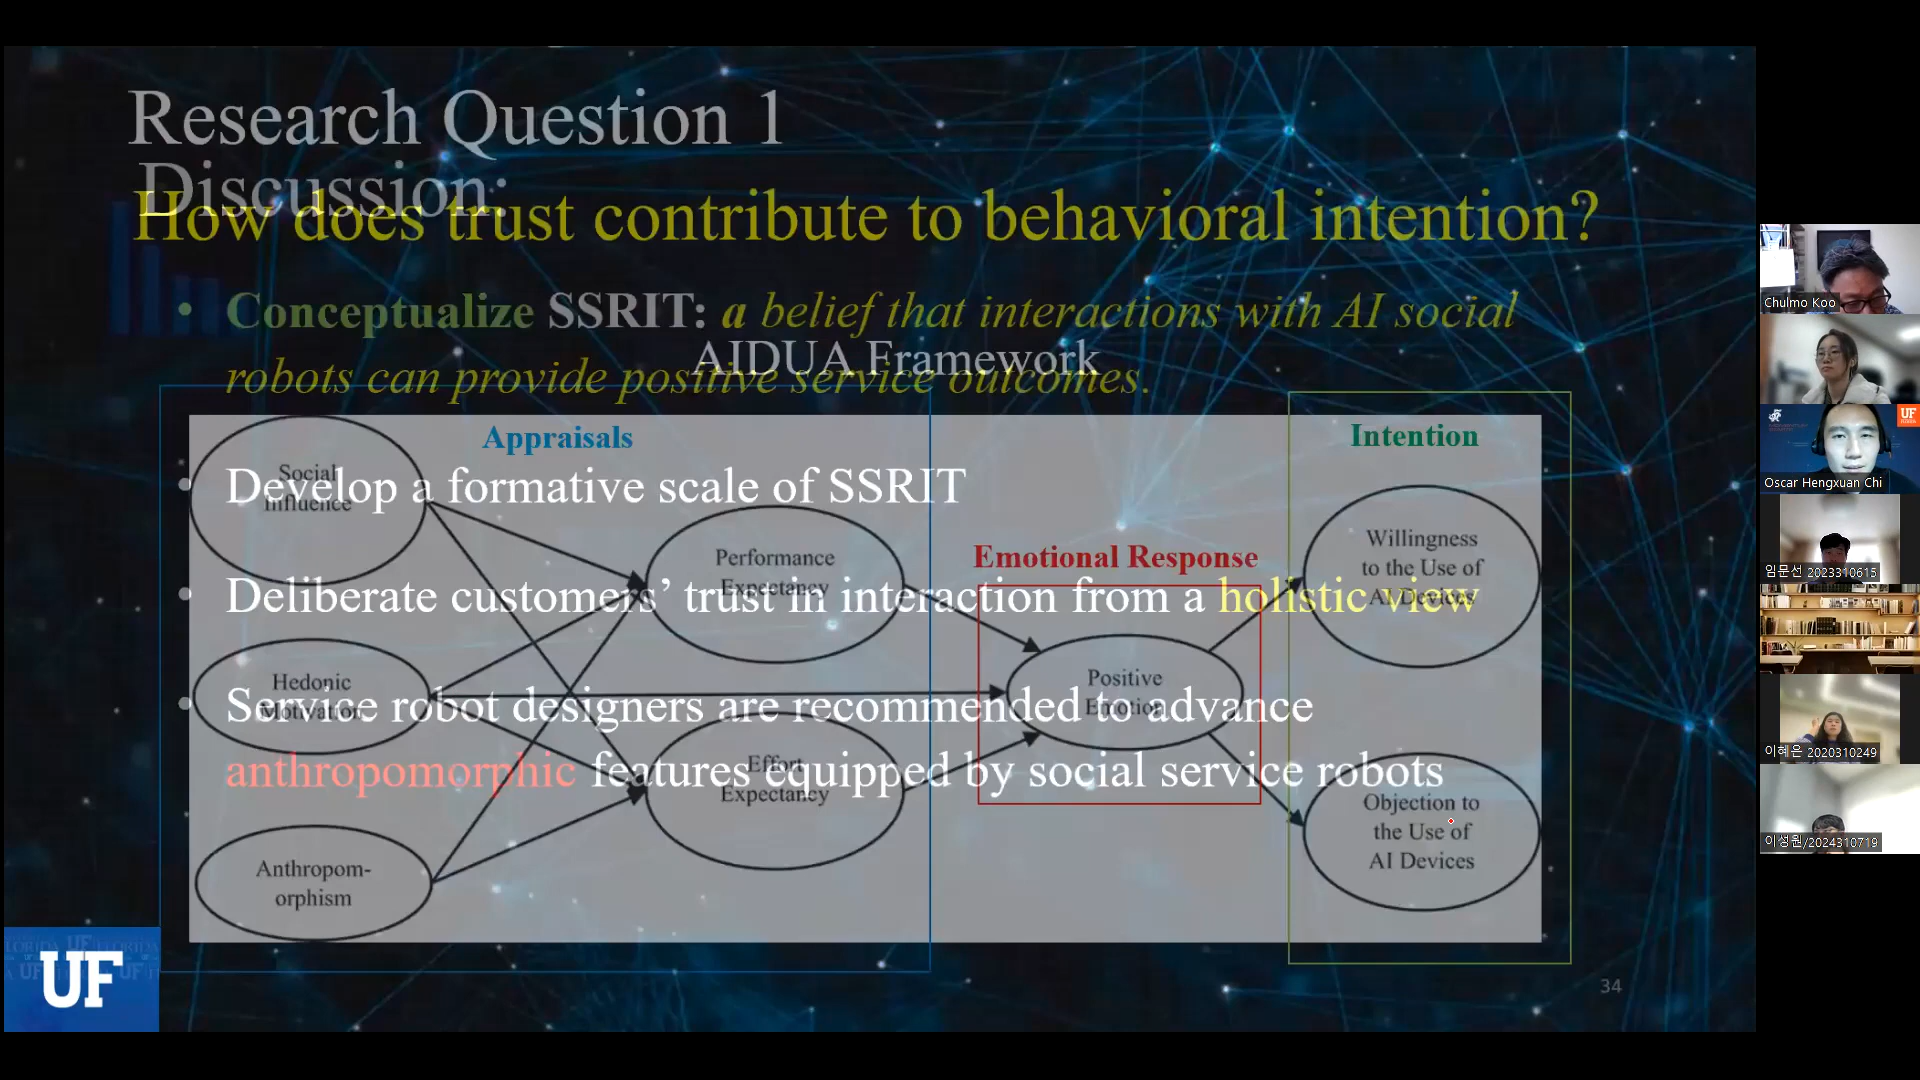 Research Question 1
Discussion:
How does trust contribute to behavioral intention?
• Conceptualize SSRIT: a belief that interactions with AI social
robots can provide positive service outcomes.
AIDUA Framework
Appraisals
Intention
Emotional Response
• Develop a formative scale of SSRIT
• Deliberate customers' trust in interaction from a holistic view
• Service robot designers are recommended to advance
anthropomorphic features equipped by social service robots
Social
Influence
Hedonic
Motivation
Anthropom-
orphism
Performance
Expectancy
Effort
Expectancy
Positive
Emotion
Willingness
to the Use of
AI Devices
Objection to
the Use of
AI Devices
34
UF
Chulmo Koo
UF
Oscar Hengxuan Chi
임문선 2023310615
이혜은 2020310249
이성원/2024310719